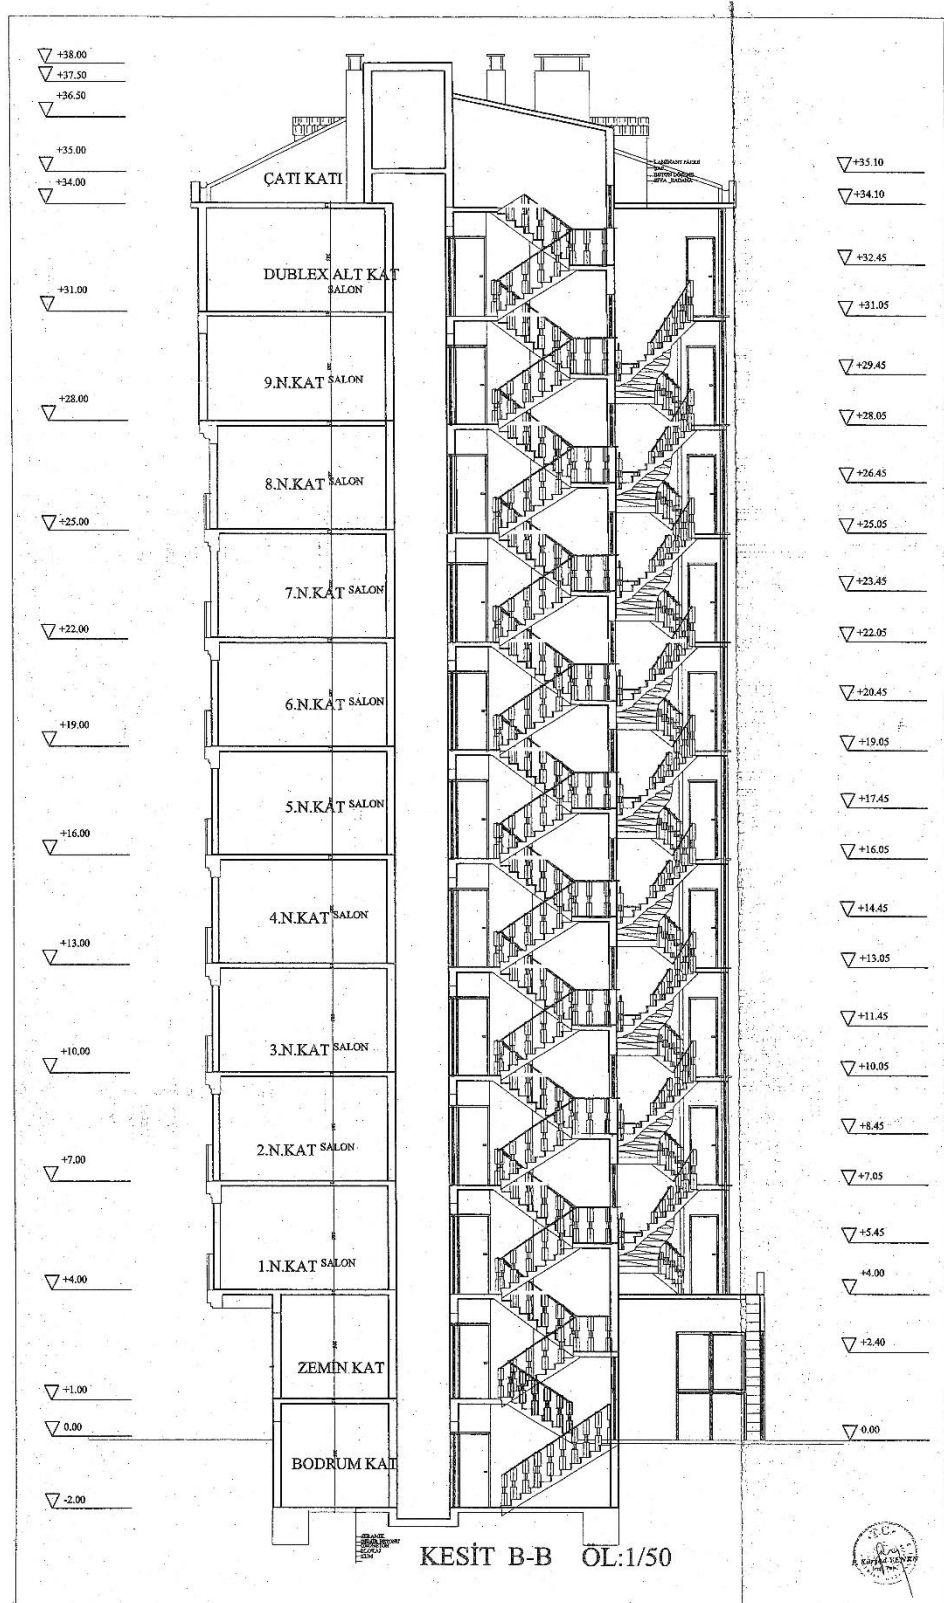 +38.00
+37.50
+36.50
+35.00
+34.00
+31.00
+28.00
+25.00
+22.00
+19.00
+16.00
+13.00
+10.00
+7.00
+4.00
+1.00
0.00
-2.00
ÇATI KATI
DUBLEX ALT KAT
SALON
9.N.KAT SALON
8.N.KAT SALON
7.N.KAT SALON
6.N.KAT SALON
5.N.KAT SALON
4.N.KAT SALON
3.N.KAT SALON
2.N.KAT SALON
1.N.KAT SALON
ZEMİN KAT
BODRUM KAT
+35.10
+34.10
+32.45
+31.05
+29.45
+28.05
+26.45
+25.05
+23.45
+22.05
+20.45
+19.05
+17.45
+16.05
+14.45
+13.05
+11.45
+10.05
+8.45
+7.05
+5.45
+4.00
+2.40
0.00
KESİT B-B ÖL:1/50
T.C.